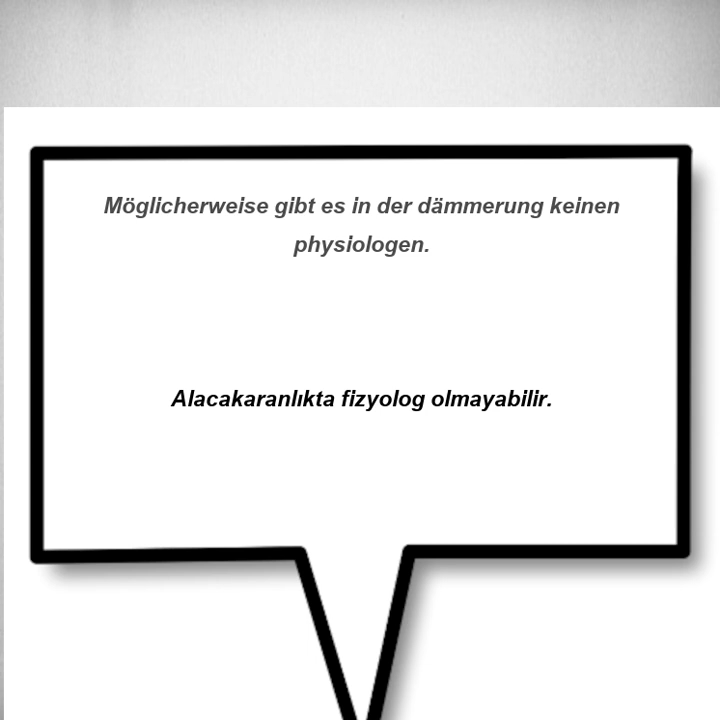 Möglicherweise gibt es in der dämmerung keinen
physiologen.
Alacakaranlıkta fizyolog olmayabilir.